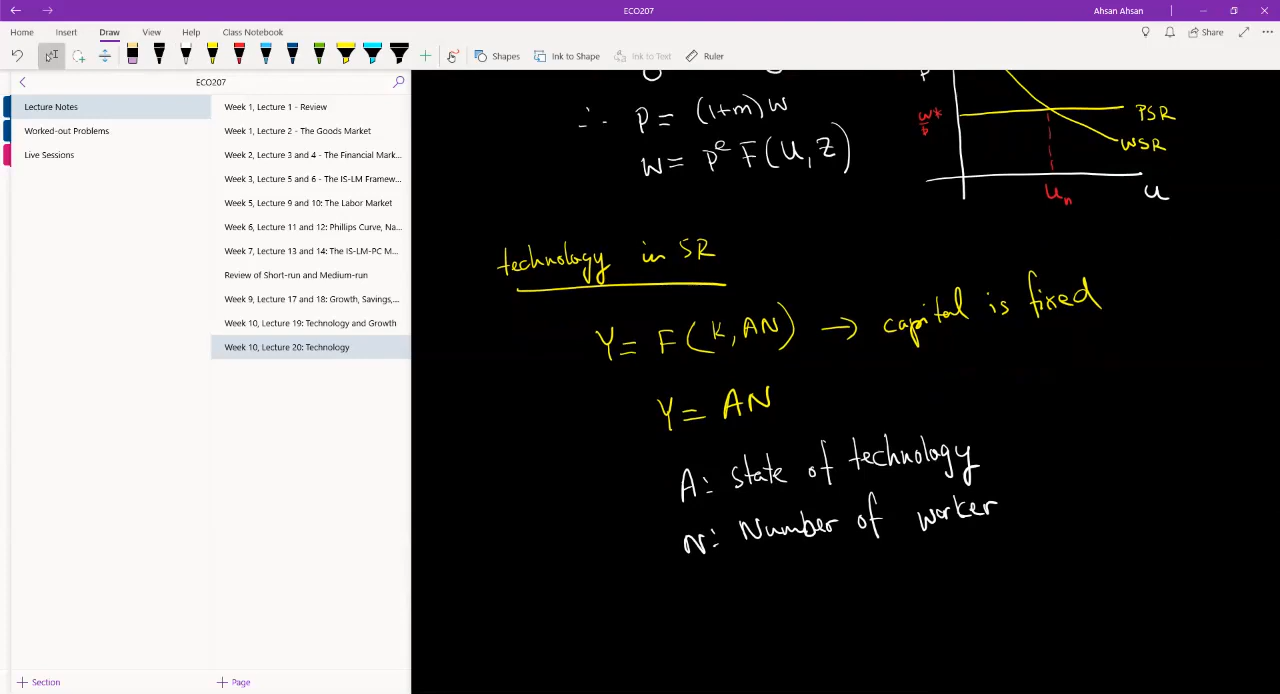 ECO207
Ahsan Ahsan
Home Insert Draw View Help Class Notebook
Share
Shapes Ink to Shape Ink to Text Math Ruler
ECO207
Lecture Notes
Worked-out Problems
Live Sessions
Week 1, Lecture 1 - Review
Week 1, Lecture 2 - The Goods Market
Week 2, Lecture 3 and 4 - The Financial Mark...
Week 3, Lecture 5 and 6 - The IS-LM Framew...
Week 5, Lecture 9 and 10: The Labor Market
Week 6, Lecture 11 and 12: Phillips Curve, Na...
Week 7, Lecture 13 and 14: The IS-LM-PC M...
Review of Short-run and Medium-run
Week 9, Lecture 17 and 18: Growth, Savings,...
Week 10, Lecture 19: Technology and Growth
Week 10, Lecture 20: Technology
∴ P = (1+m)W
W = Pᵉ F(u, z)
P
W*/P
PSR
WSR
uₙ
u
technology in SR
Y = F(K, AN) → capital is fixed
Y = AN
A: state of technology
N: Number of worker
+ Section
+ Page